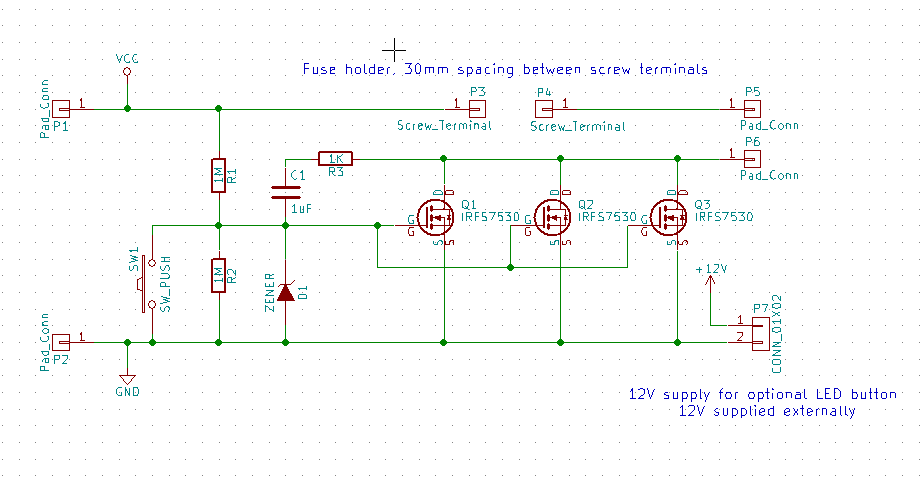 VCC
Fuse holder, 30mm spacing between screw terminals
Pad_Conn
1
P1
P3
1
Screw_Terminal
P4
1
Screw_Terminal
P5
1
Pad_Conn
P6
1
Pad_Conn
1M
R1
C1
1uF
1K
R3
D
D
G
G
S
S
Q1
IRFS7530
D
D
G
G
S
S
Q2
IRFS7530
D
D
G
G
S
S
Q3
IRFS7530
SW1
SW_PUSH
1M
R2
ZENER
D1
+12V
P7
1
2
CONN_01X02
Pad_Conn
1
P2
GND
12V supply for optional LED button
12V supplied externally